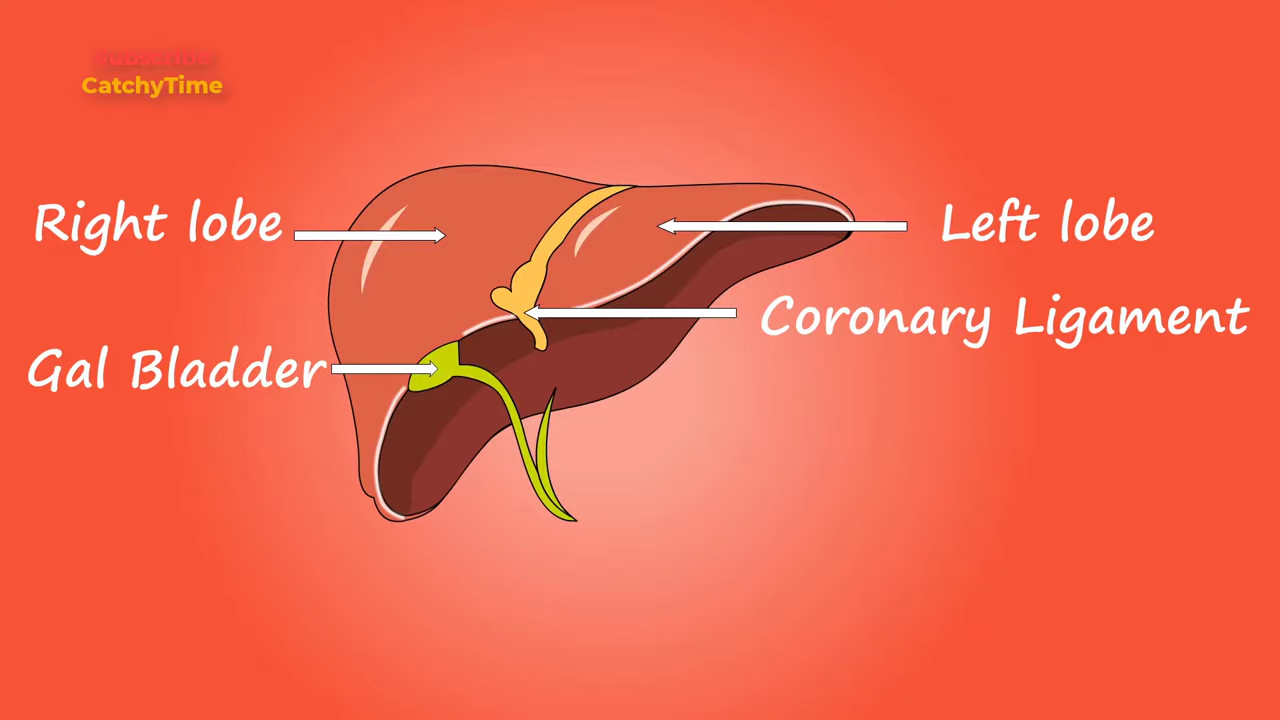 CatchyTime
Right lobe
Left lobe
Coronary Ligament
Gal Bladder